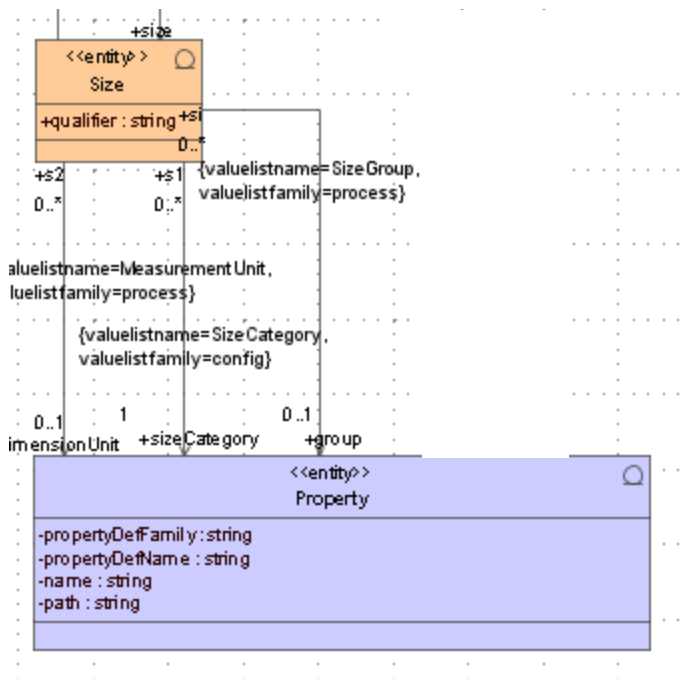 +size
<<entity>>
Size
+qualifier : string
+si
0..*
+s2
+s1
0..*
0..*
{valuelistname=SizeGroup,
valuelistfamily=process}
aluelistname=MeasurementUnit,
luelistfamily=process}
{valuelistname=SizeCategory,
valuelistfamily=config}
0..1
1
0..1
imensionUnit
+sizeCategory
+group
<<entity>>
Property
-propertyDefFamily:string
-propertyDefName : string
-name : string
-path : string